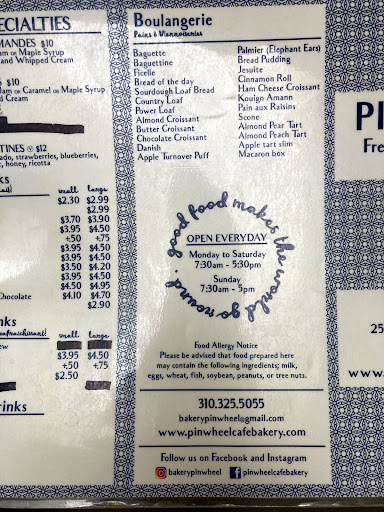 ECIALTIES
MANDES $10
AM OR Maple Syrup
and Whipped Cream
S $10
Jam OR Caramel OR Maple Syrup
d Cream
TINES @ $12
ado, strawberries, blueberries,
honey, ricotta
KS
small large
$2.30 $2.99
$2.99
$3.70 $3.90
$3.95 $4.50
+.50 +.75
$3.95 $4.50
$3.95 $4.50
$3.50 $4.20
$3.95 $4.50
$3.95 $4.50
$4.50 $4.95
Chocolate $4.10 $4.70
$2.90
nks
small large
ew
$3.95 $4.50
+.50 +.75
$2.50
rinks
Boulangerie
Pains & Viennoiseries
Baguette
Baguettine
Ficelle
Bread of the day
Sourdough Loaf Bread
Country Loaf
Power Loaf
Almond Croissant
Butter Croissant
Chocolate Croissant
Danish
Apple Turnover Puff
Palmier (Elephant Ears)
Bread Pudding
Jesuite
Cinnamon Roll
Ham Cheese Croissant
Kouign Amann
Pain aux Raisins
Scone
Almond Pear Tart
Almond Peach Tart
Apple tart slim
Macaron box
good food makes the world go round.
OPEN EVERYDAY
Monday to Saturday
7:30am - 5:30pm
Sunday
7:30am - 5pm
Food Allergy Notice
Please be advised that food prepared here
may contain the following ingredients; milk,
eggs, wheat, fish, soybean, peanuts, or tree nuts.
310.325.5055
bakerypinwheel@gmail.com
www.pinwheelcafebakery.com
Follow us on Facebook and Instagram
bakerypinwheel pinwheelcafebakery
PI
Fre
25
www.